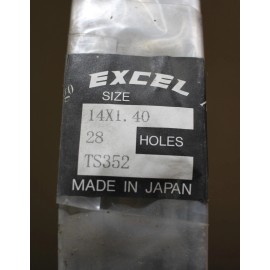 EXCEL
SIZE
14X1.40
28 HOLES
TS352
MADE IN JAPAN